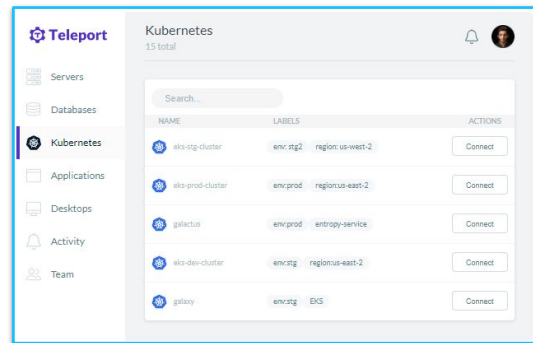 Teleport
Kubernetes
15 total
Servers
Databases
Kubernetes
Applications
Desktops
Activity
Team
Search...
NAME LABELS ACTIONS
eks-stg-cluster env: stg2 region: us-west-2 Connect
eks-prod-cluster env:prod region:us-east-2 Connect
galactus env:prod entropy-service Connect
eks-dev-cluster env:stg region:us-east-2 Connect
galaxy env:stg EKS Connect